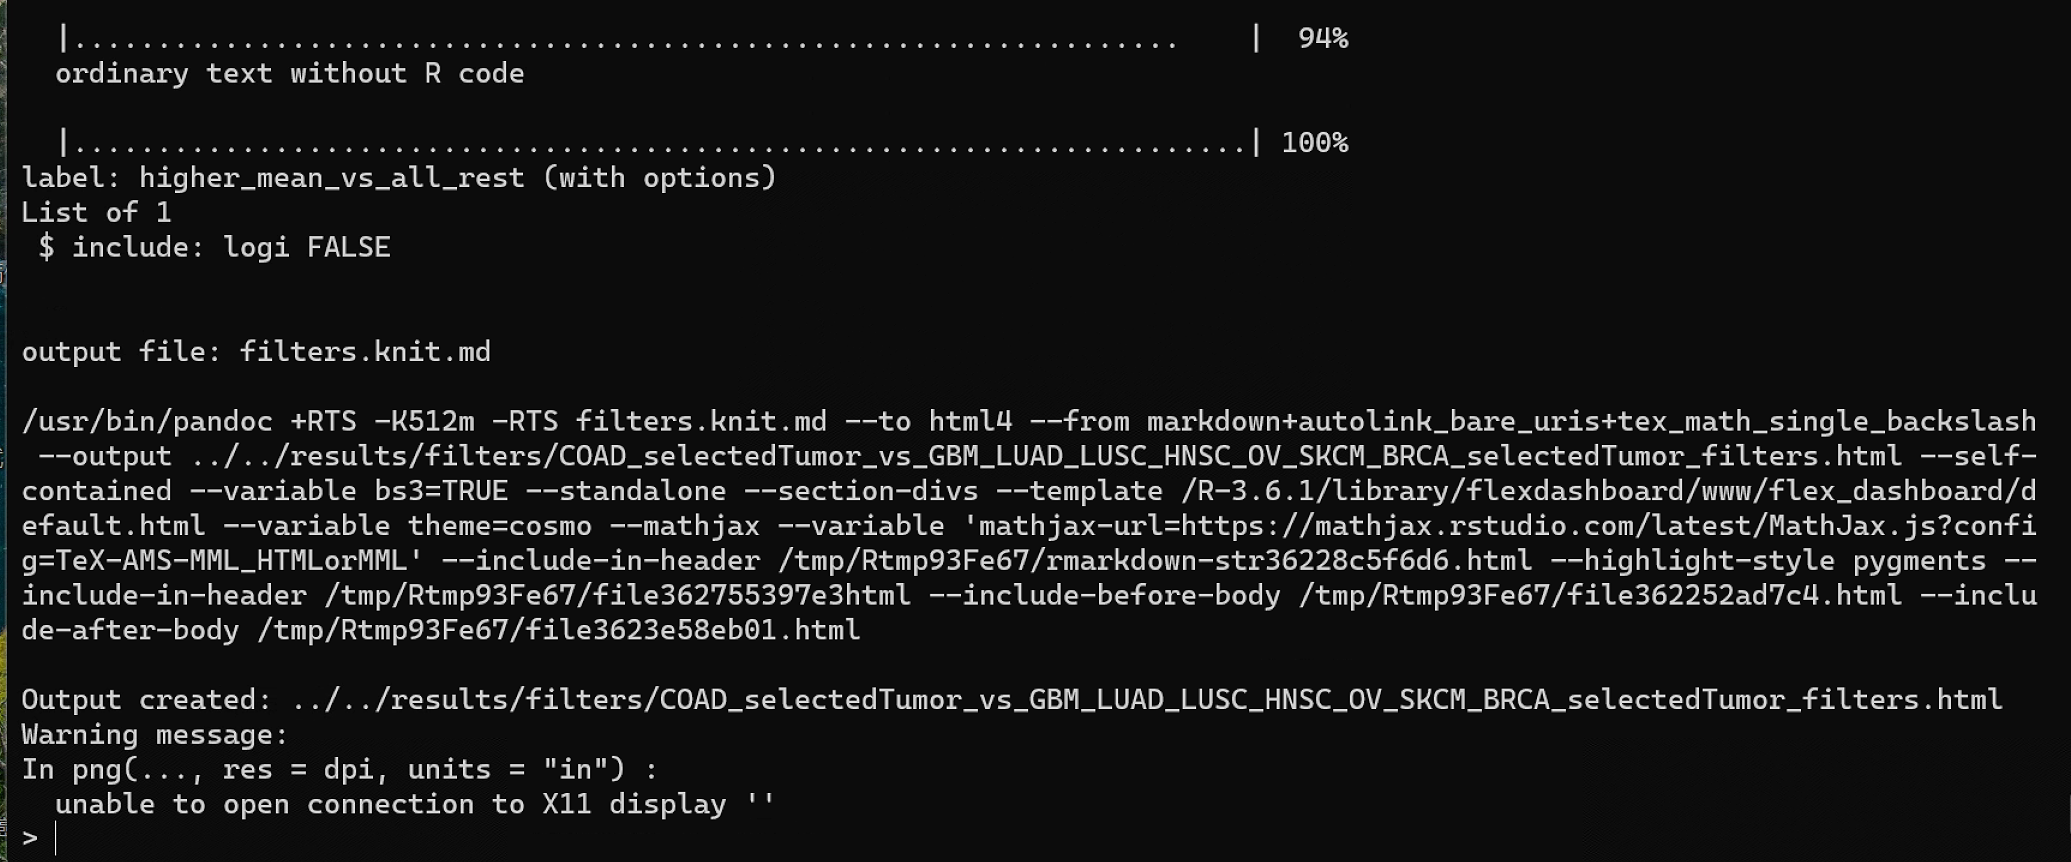 |..................................................................    |  94%
ordinary text without R code
|......................................................................| 100%
label: higher_mean_vs_all_rest (with options)
List of 1
 $ include: logi FALSE
output file: filters.knit.md
/usr/bin/pandoc +RTS -K512m -RTS filters.knit.md --to html4 --from markdown+autolink_bare_uris+tex_math_single_backslash
 --output ../../results/filters/COAD_selectedTumor_vs_GBM_LUAD_LUSC_HNSC_OV_SKCM_BRCA_selectedTumor_filters.html --self-
contained --variable bs3=TRUE --standalone --section-divs --template /R-3.6.1/library/flexdashboard/www/flex_dashboard/d
efault.html --variable theme=cosmo --mathjax --variable 'mathjax-url=https://mathjax.rstudio.com/latest/MathJax.js?confi
g=TeX-AMS-MML_HTMLorMML' --include-in-header /tmp/Rtmp93Fe67/rmarkdown-str36228c5f6d6.html --highlight-style pygments --
include-in-header /tmp/Rtmp93Fe67/file362755397e3html --include-before-body /tmp/Rtmp93Fe67/file362252ad7c4.html --inclu
de-after-body /tmp/Rtmp93Fe67/file3623e58eb01.html
Output created: ../../results/filters/COAD_selectedTumor_vs_GBM_LUAD_LUSC_HNSC_OV_SKCM_BRCA_selectedTumor_filters.html
Warning message:
In png(..., res = dpi, units = "in") :
  unable to open connection to X11 display ''
>